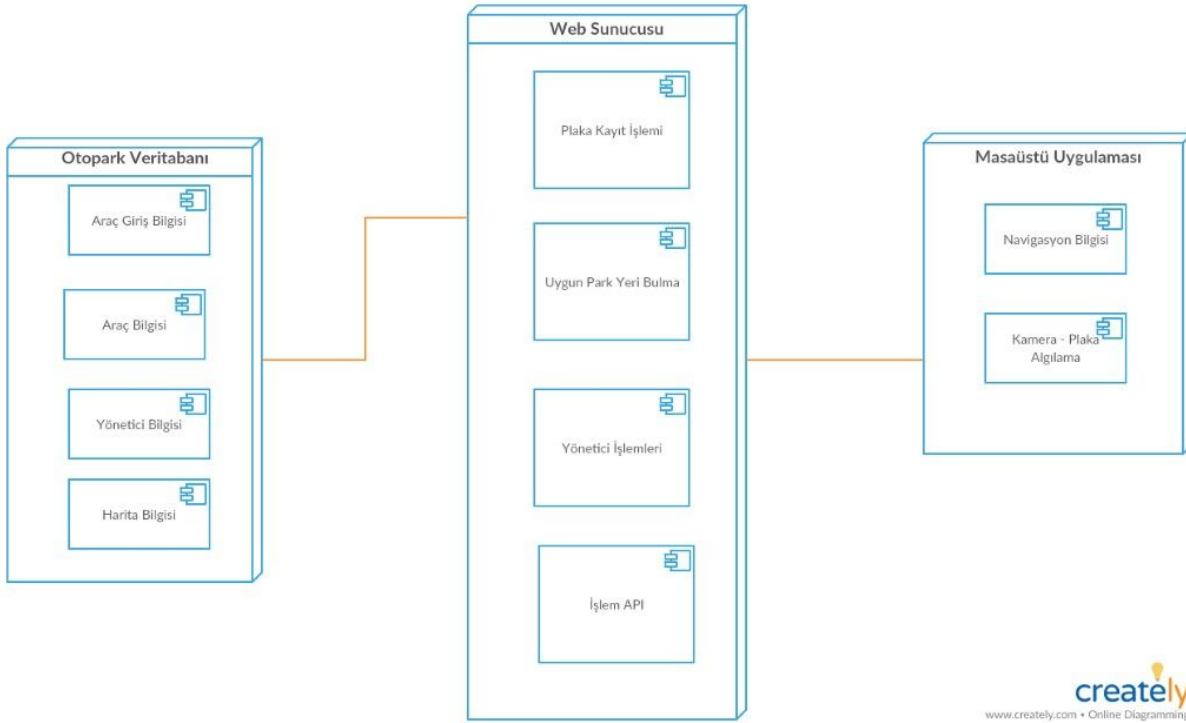 Web Sunucusu
Plaka Kayıt İşlemi
Uygun Park Yeri Bulma
Yönetici İşlemleri
İşlem API
Otopark Veritabanı
Araç Giriş Bilgisi
Araç Bilgisi
Yönetici Bilgisi
Harita Bilgisi
Masaüstü Uygulaması
Navigasyon Bilgisi
Kamera - Plaka
Algılama
creately
www.creately.com • Online Diagramming